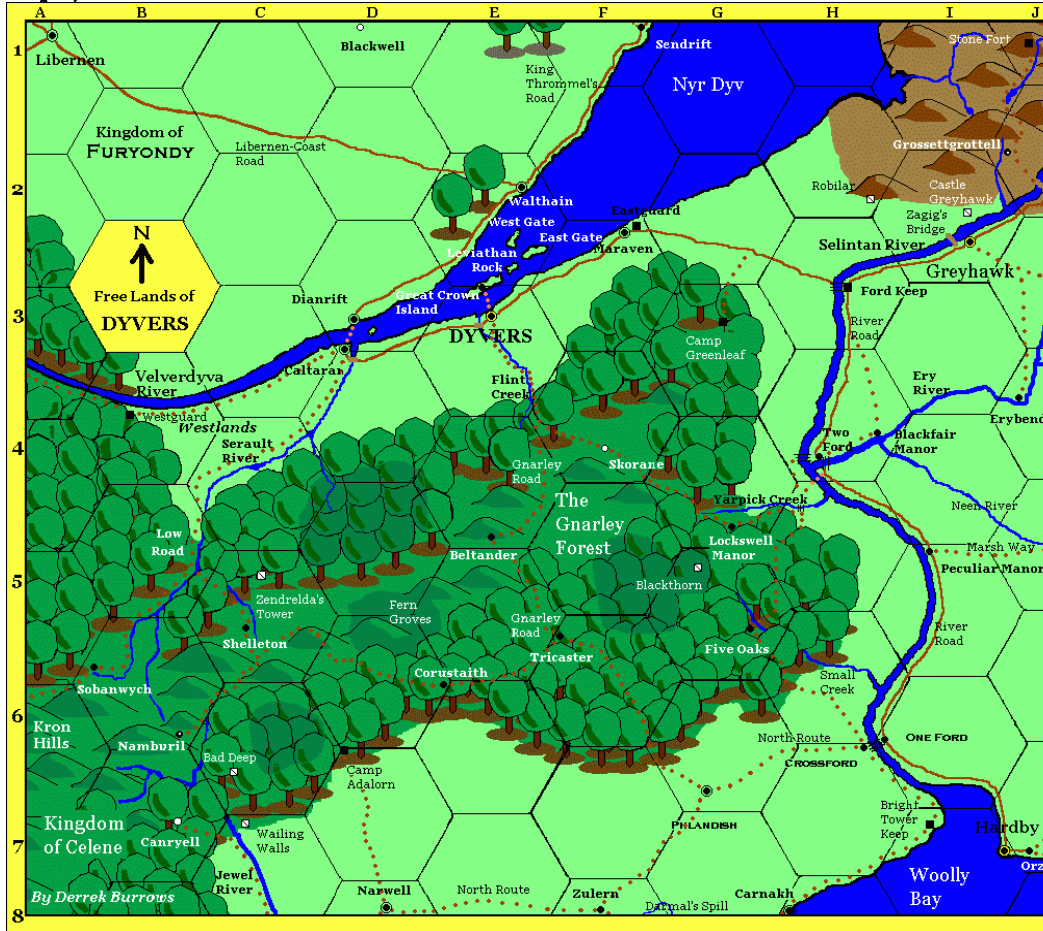 A B C D E F G H I J
1
2
3
4
5
6
7
8
Libernen
Blackwell
Sendrift
Stone Fort
King
Thrommel's
Road
Nyr Dyv
Kingdom of
FURYONDY
Libernen-Coast
Road
Grossettgrottell
Walthain
Robilar
Castle
Greyhawk
West Gate
Eastguard
Zagig's
Bridge
East Gate
Maraven
Selintan River
N
Leviathan
Rock
Greyhawk
Free Lands of
DYVERS
Dianrift
Great Crown
Island
Ford Keep
DYVERS
River
Road
Camp
Greenleaf
Caltaran
Velverdyva
River
Flint
Creek
Ery
River
Westguard
Westlands
Erybend
Serault
River
Two
Ford
Blackfair
Manor
Gnarley
Road
Skorane
The
Gnarley
Forest
Yarpick Creek
Neen River
Low
Road
Beltander
Lockswell
Manor
Marsh Way
Peculiar Manor
Blackthorn
Zendrelda's
Tower
Fern
Groves
Gnarley
Road
River
Road
Shelleton
Tricaster
Five Oaks
Corustaith
Small
Creek
Sobanwych
Kron
Hills
Namburil
North Route
ONE FORD
Bad Deep
CROSSFORD
Camp
Adalorn
Bright
Tower
Keep
Kingdom
of Celene
Canryell
Wailing
Walls
PHLANDISH
Hardby
Jewel
River
Orz
Woolly
Bay
By Derrek Burrows
Narwell
North Route
Zulern
Carnakh
Darmal's Spill